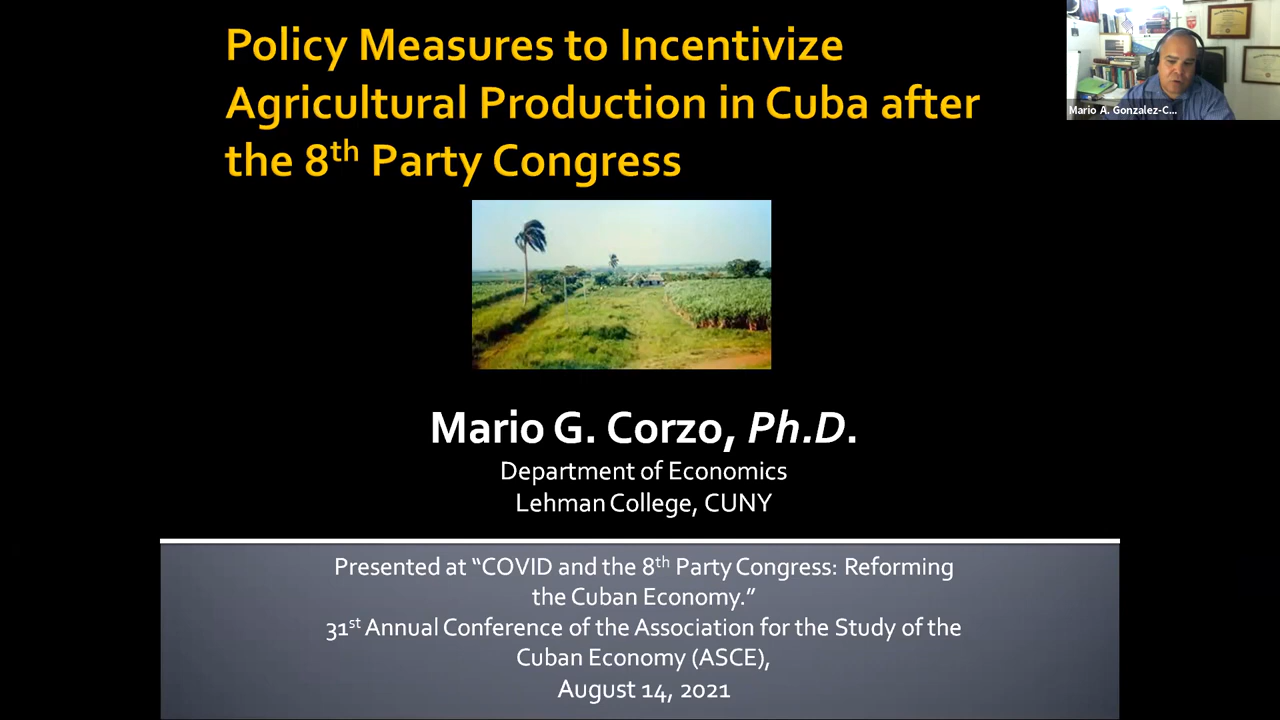 Policy Measures to Incentivize
Agricultural Production in Cuba after
the 8th Party Congress
Mario A. Gonzalez-C...
Mario G. Corzo, Ph.D.
Department of Economics
Lehman College, CUNY
Presented at “COVID and the 8th Party Congress: Reforming
the Cuban Economy.”
31st Annual Conference of the Association for the Study of the
Cuban Economy (ASCE),
August 14, 2021